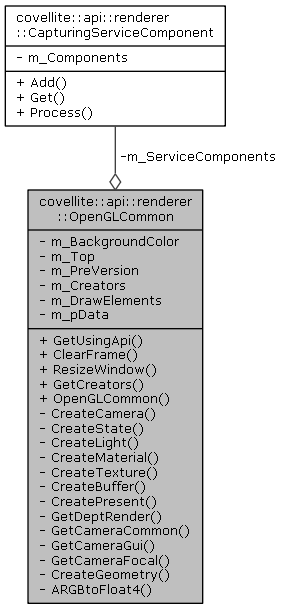 covellite::api::renderer
::CapturingServiceComponent
- m_Components
+ Add()
+ Get()
+ Process()
-m_ServiceComponents
covellite::api::renderer
::OpenGLCommon
- m_BackgroundColor
- m_Top
- m_PreVersion
- m_Creators
- m_DrawElements
- m_pData
+ GetUsingApi()
+ ClearFrame()
+ ResizeWindow()
+ GetCreators()
+ OpenGLCommon()
- CreateCamera()
- CreateState()
- CreateLight()
- CreateMaterial()
- CreateTexture()
- CreateBuffer()
- CreatePresent()
- GetDeptRender()
- GetCameraCommon()
- GetCameraGui()
- GetCameraFocal()
- CreateGeometry()
- ARGBtoFloat4()